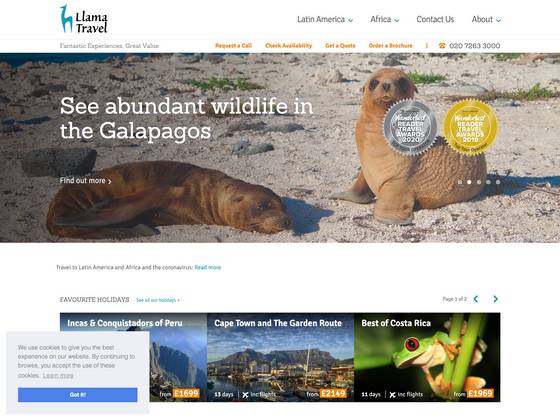 Llama
Travel
Latin America
Africa
Contact Us
About
Fantastic Experiences, Great Value
Request a Call
Check Availability
Get a Quote
Order a Brochure
020 7263 3000
See abundant wildlife in
the Galapagos
Find out more
Wanderlust
READER
TRAVEL
AWARDS
2020
Wanderlust
READER
TRAVEL
AWARDS
2019
Travel to Latin America and Africa and the coronavirus: Read more
FAVOURITE HOLIDAYS
See all our holidays
Page 1 of 2
Incas & Conquistadors of Peru
Cape Town and The Garden Route
Best of Costa Rica
from £1699
13 days
inc flights
from £2149
11 days
inc flights
from £1969
We use cookies to give you the best
experience on our website. By continuing
to browse, you accept the use of these
cookies. Learn more
Got it!